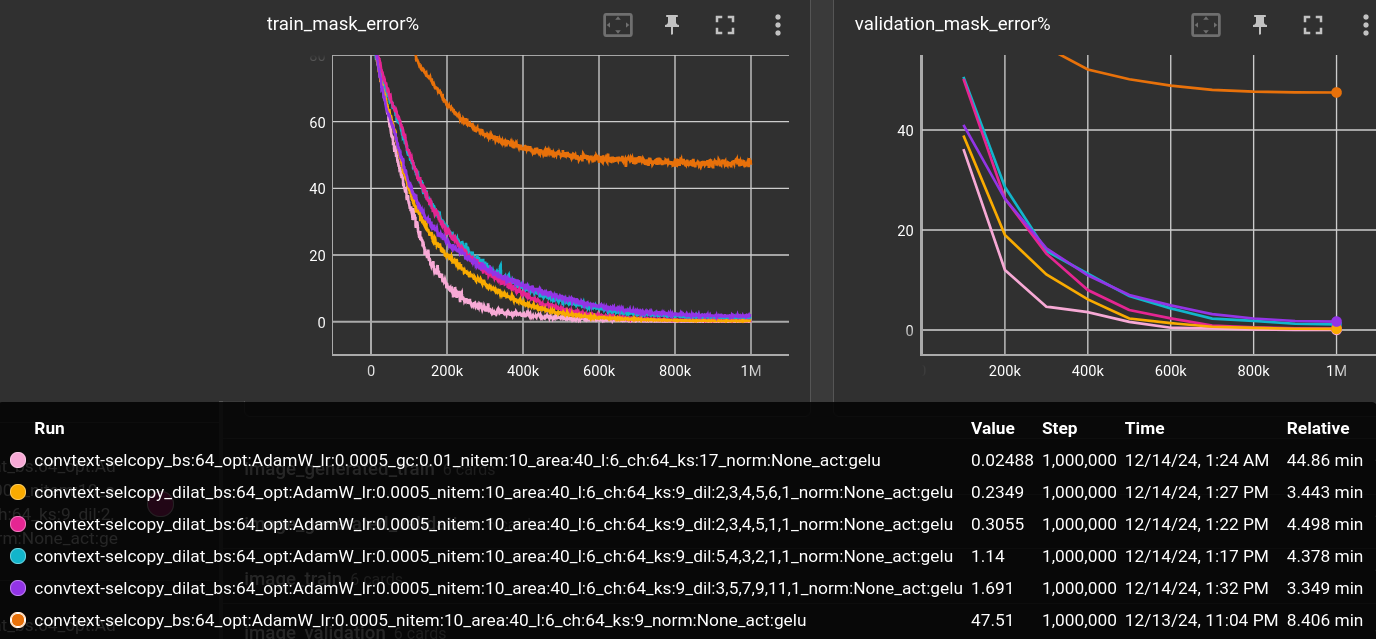 train_mask_error%
validation_mask_error%
80
60
40
20
0
0 200k 400k 600k 800k 1M
40
20
0
200k 400k 600k 800k 1M
Run Value Step Time Relative
convtext-selcopy_bs:64_opt:AdamW_lr:0.0005_gc:0.01_nitem:10_area:40_l:6_ch:64_ks:17_norm:None_act:gelu 0.02488 1,000,000 12/14/24, 1:24 AM 44.86 min
convtext-selcopy_dilat_bs:64_opt:AdamW_lr:0.0005_nitem:10_area:40_l:6_ch:64_ks:9_dil:2,3,4,5,6,1_norm:None_act:gelu 0.2349 1,000,000 12/14/24, 1:27 PM 3.443 min
convtext-selcopy_dilat_bs:64_opt:AdamW_lr:0.0005_nitem:10_area:40_l:6_ch:64_ks:9_dil:2,3,4,5,1_norm:None_act:gelu 0.3055 1,000,000 12/14/24, 1:22 PM 4.498 min
convtext-selcopy_dilat_bs:64_opt:AdamW_lr:0.0005_nitem:10_area:40_l:6_ch:64_ks:9_dil:5,4,3,2,1,1_norm:None_act:gelu 1.14 1,000,000 12/14/24, 1:17 PM 4.378 min
convtext-selcopy_dilat_bs:64_opt:AdamW_lr:0.0005_nitem:10_area:40_l:6_ch:64_ks:9_dil:3,5,7,9,11,1_norm:None_act:gelu 1.691 1,000,000 12/14/24, 1:32 PM 3.349 min
convtext-selcopy_bs:64_opt:AdamW_lr:0.0005_nitem:10_area:40_l:6_ch:64_ks:9_norm:None_act:gelu 47.51 1,000,000 12/13/24, 11:04 PM 8.406 min
image_generated_train 6 cards
image_train 6 cards
image_validation 6 cards